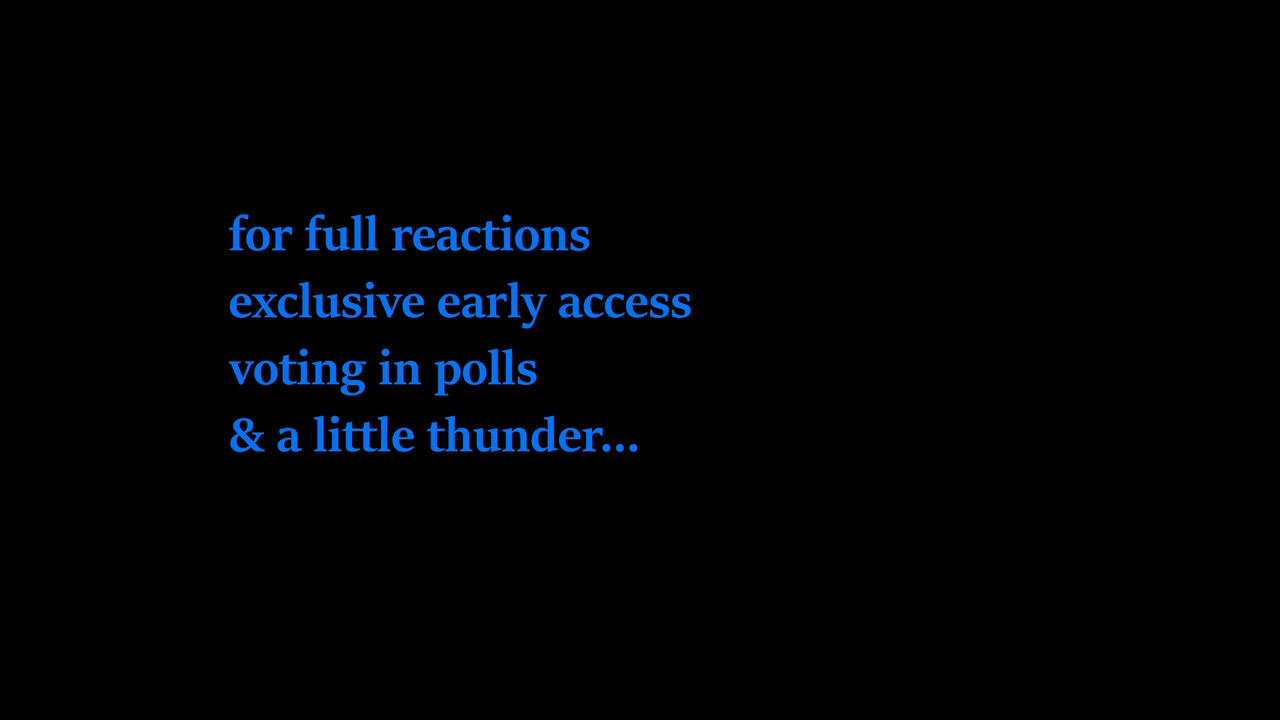 for full reactions
exclusive early access
voting in polls
& a little thunder...